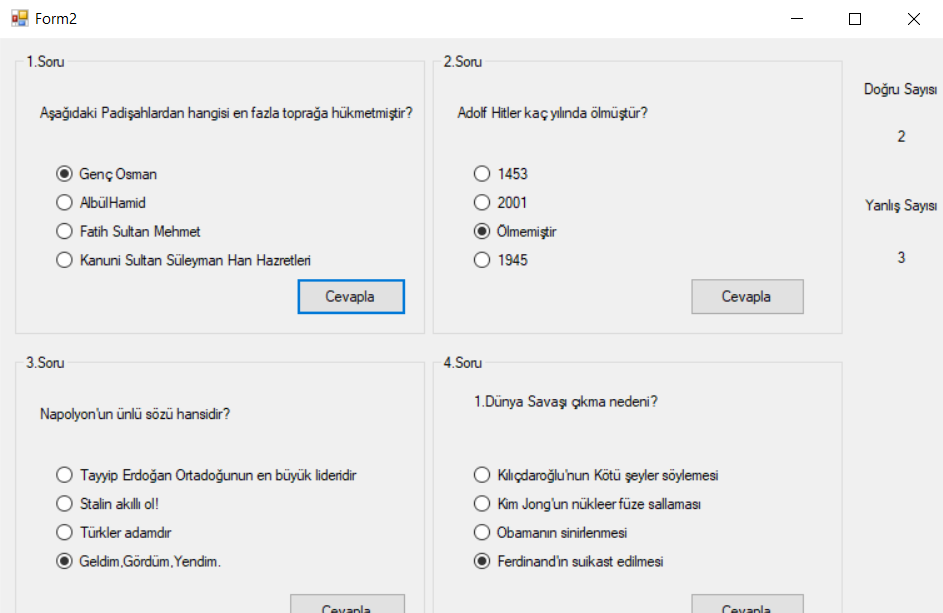 Form2
1.Soru
Aşağıdaki Padişahlardan hangisi en fazla toprağa hükmetmiştir?
Genç Osman
AlbülHamid
Fatih Sultan Mehmet
Kanuni Sultan Süleyman Han Hazretleri
Cevapla
2.Soru
Adolf Hitler kaç yılında ölmüştür?
1453
2001
Ölmemiştir
1945
Cevapla
Doğru Sayısı
2
Yanlış Sayısı
3
3.Soru
Napolyon'un ünlü sözü hansidir?
Tayyip Erdoğan Ortadoğunun en büyük lideridir
Stalin akıllı ol!
Türkler adamdır
Geldim,Gördüm,Yendim.
Cevapla
4.Soru
1.Dünya Savaşı çıkma nedeni?
Kılıçdaroğlu'nun Kötü şeyler söylemesi
Kim Jong'un nükleer füze sallaması
Obamanın sinirlenmesi
Ferdinand'ın suikast edilmesi
Cevapla